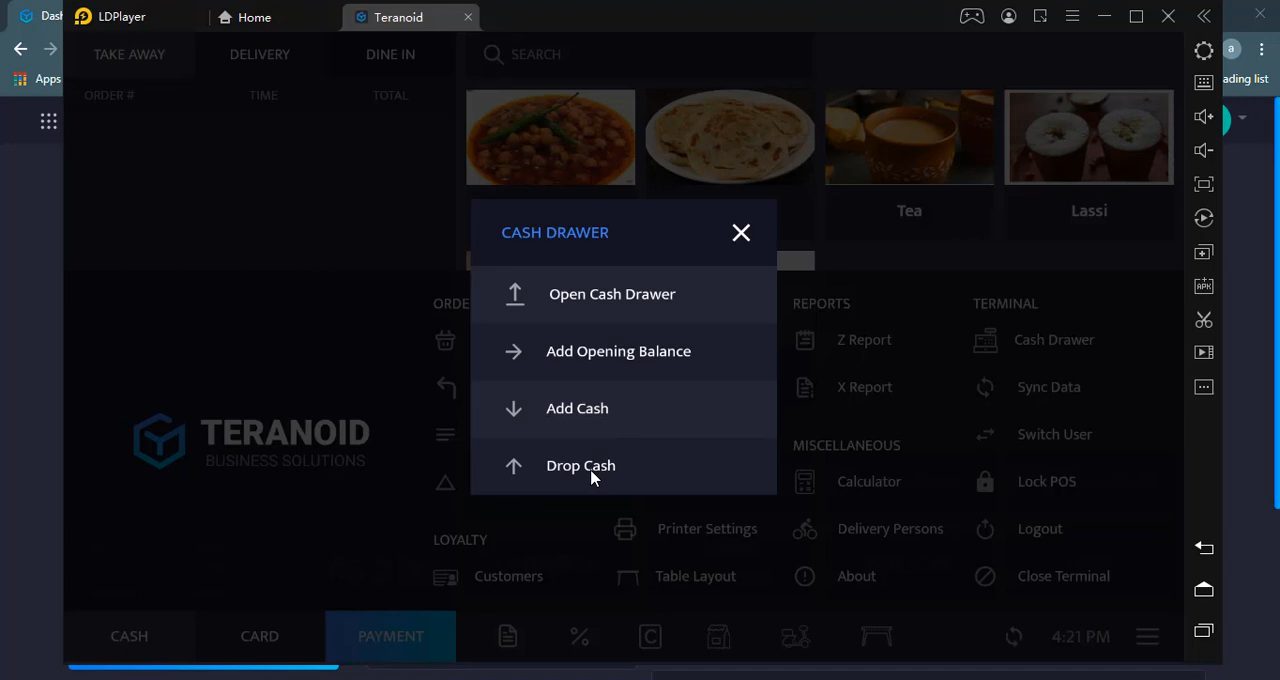 Dash
LDPlayer
Home
Teranoid
Apps
a
ading list
TAKE AWAY
DELIVERY
DINE IN
SEARCH
ORDER #
TIME
TOTAL
Tea
Lassi
CASH DRAWER
Open Cash Drawer
Add Opening Balance
Add Cash
Drop Cash
ORDE
REPORTS
TERMINAL
Z Report
Cash Drawer
X Report
Sync Data
TERANOID
BUSINESS SOLUTIONS
Switch User
MISCELLANEOUS
Calculator
Lock POS
Printer Settings
Delivery Persons
Logout
LOYALTY
Customers
Table Layout
About
Close Terminal
CASH
CARD
PAYMENT
%
C
4:21 PM
APK